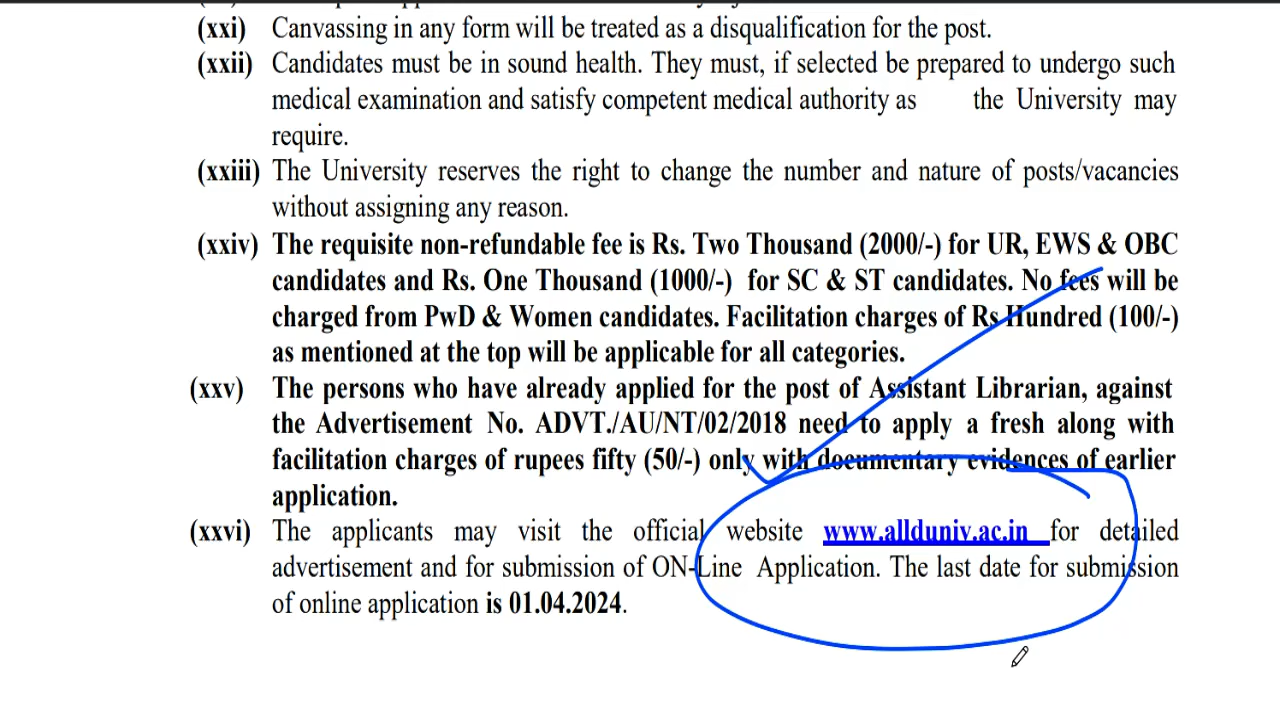 (xxi) Canvassing in any form will be treated as a disqualification for the post.
(xxii) Candidates must be in sound health. They must, if selected be prepared to undergo such
medical examination and satisfy competent medical authority as the University may
require.
(xxiii) The University reserves the right to change the number and nature of posts/vacancies
without assigning any reason.
(xxiv) The requisite non-refundable fee is Rs. Two Thousand (2000/-) for UR, EWS & OBC
candidates and Rs. One Thousand (1000/-) for SC & ST candidates. No fees will be
charged from PwD & Women candidates. Facilitation charges of Rs Hundred (100/-)
as mentioned at the top will be applicable for all categories.
(xxv) The persons who have already applied for the post of Assistant Librarian, against
the Advertisement No. ADVT./AU/NT/02/2018 need to apply a fresh along with
facilitation charges of rupees fifty (50/-) only with documentary evidences of earlier
application.
(xxvi) The applicants may visit the official website www.allduniv.ac.in for detailed
advertisement and for submission of ON-Line Application. The last date for submission
of online application is 01.04.2024.